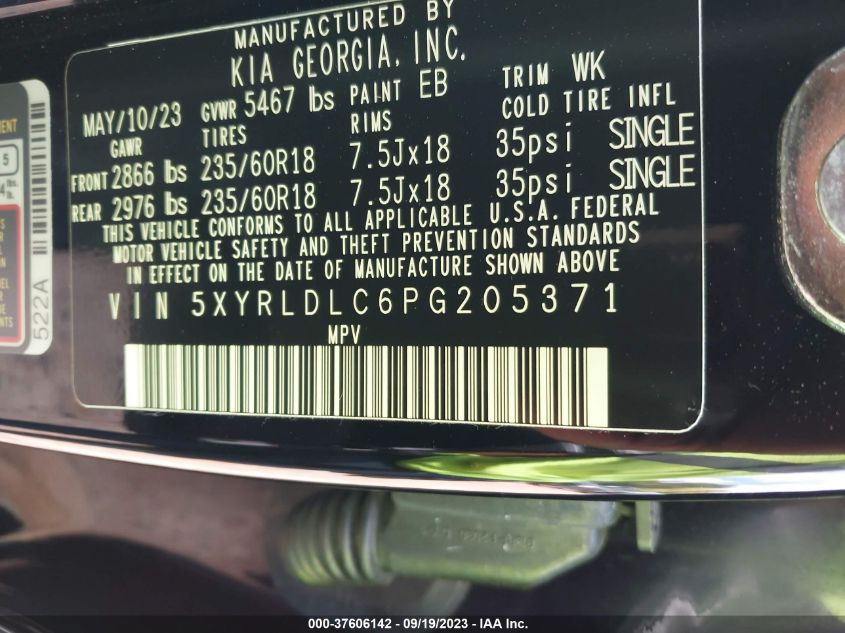 MANUFACTURED BY
KIA GEORGIA, INC.
MAY/10/23 GVWR 5467 lbs PAINT EB TRIM WK
GAWR TIRES RIMS COLD TIRE INFL
FRONT 2866 lbs 235/60R18 7.5Jx18 35psi SINGLE
REAR 2976 lbs 235/60R18 7.5Jx18 35psi SINGLE
THIS VEHICLE CONFORMS TO ALL APPLICABLE U.S.A. FEDERAL
MOTOR VEHICLE SAFETY AND THEFT PREVENTION STANDARDS
IN EFFECT ON THE DATE OF MANUFACTURE SHOWN ABOVE
VIN 5XYRLDLC6PG205371
MPV
5
522A
000-37606142 - 09/19/2023 - IAA Inc.